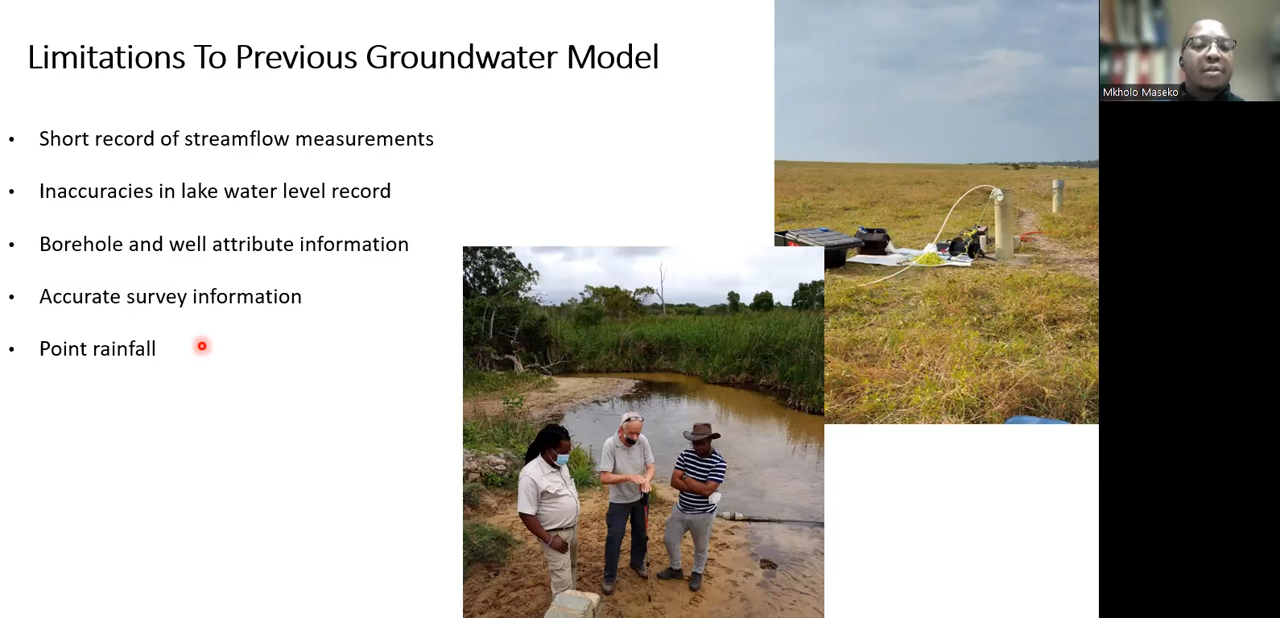 Limitations To Previous Groundwater Model
• Short record of streamflow measurements
• Inaccuracies in lake water level record
• Borehole and well attribute information
• Accurate survey information
• Point rainfall
Mkholo Maseko